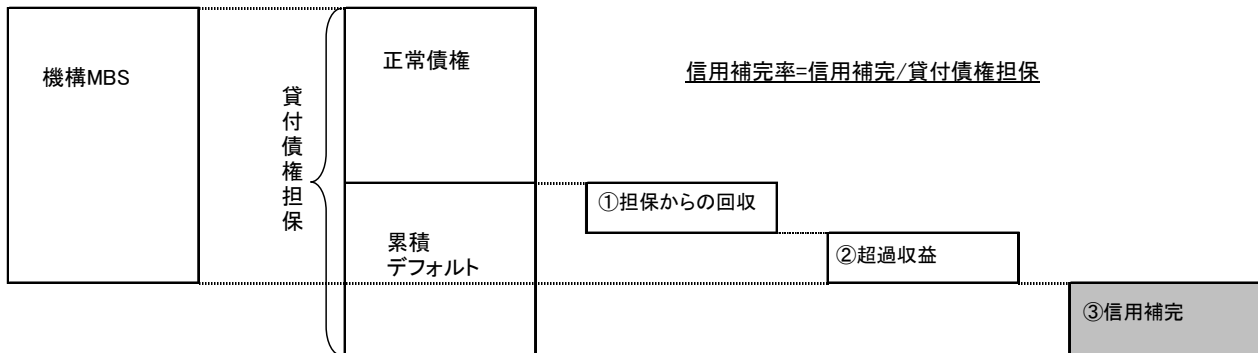 機構MBS
貸付債権担保
正常債権
信用補完率=信用補完/貸付債権担保
①担保からの回収
累積
デフォルト
②超過収益
③信用補完